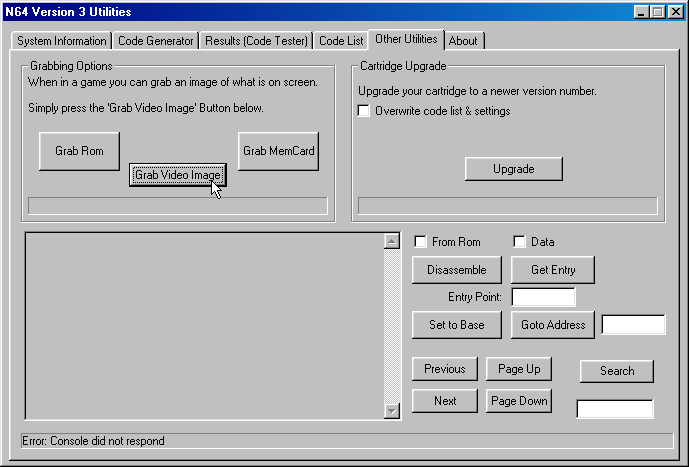 N64 Version 3 Utilities
System Information
Code Generator
Results (Code Tester)
Code List
Other Utilities
About
Grabbing Options
When in a game you can grab an image of what is on screen.
Simply press the 'Grab Video Image' Button below.
Grab Rom
Grab MemCard
Grab Video Image
Cartridge Upgrade
Upgrade your cartridge to a newer version number.
Overwrite code list & settings
Upgrade
From Rom
Data
Disassemble
Get Entry
Entry Point:
Set to Base
Goto Address
Previous
Page Up
Search
Next
Page Down
Error: Console did not respond